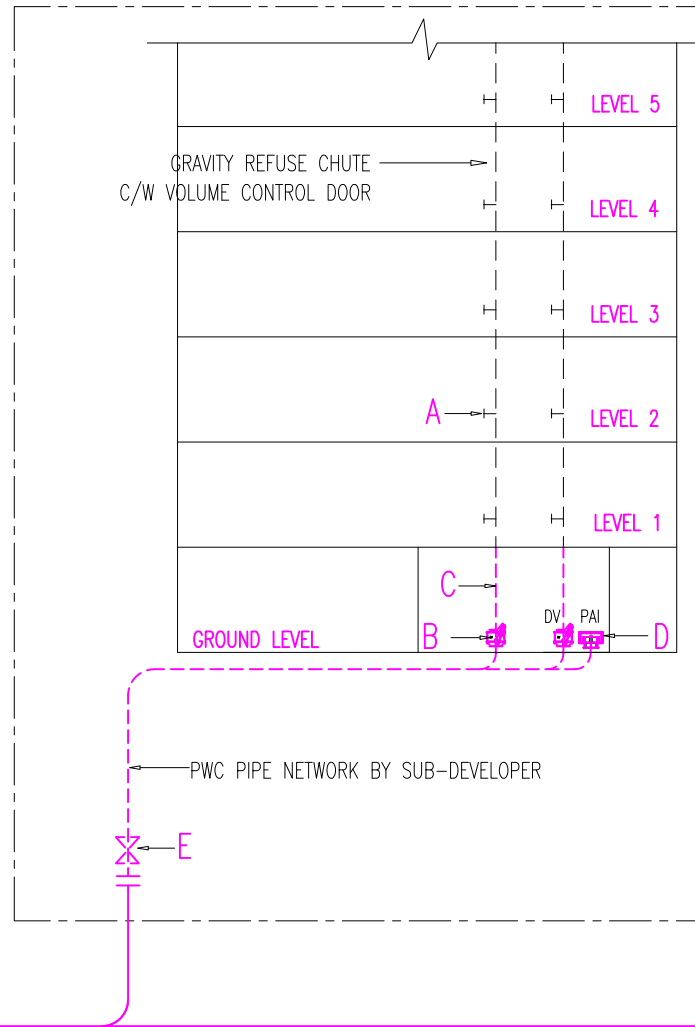 LEVEL 5
GRAVITY REFUSE CHUTE
C/W VOLUME CONTROL DOOR
LEVEL 4
LEVEL 3
A
LEVEL 2
LEVEL 1
C
DV PAI
GROUND LEVEL B D
PWC PIPE NETWORK BY SUB-DEVELOPER
E